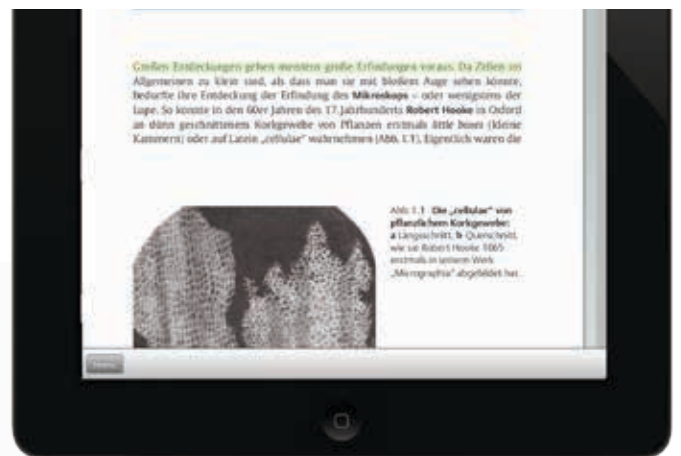 Großen Entdeckungen gehen meistens große Erfindungen voraus. Da Zellen im
Allgemeinen zu klein sind, als dass man sie mit bloßem Auge sehen könnte,
bedurfte ihre Entdeckung der Erfindung des Mikroskops – oder wenigstens der
Lupe. So konnte in den 60er Jahren des 17. Jahrhunderts Robert Hooke in Oxford
an dünn geschnittenem Korkgewebe von Pflanzen erstmals little boxes (kleine
Kammern) oder auf Latein „cellulae“ wahrnehmen (Abb. 1.1). Eigentlich waren die
Abb. 1.1 Die „cellulae“ von
pflanzlichem Korkgewebe:
a Längsschnitt, b Querschnitt,
wie sie Robert Hooke 1665
erstmals in seinem Werk
„Micrographia“ abgebildet hat.